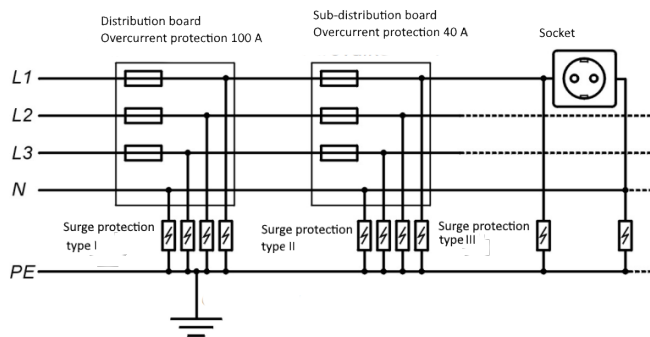 Distribution board
Overcurrent protection 100 A
Sub-distribution board
Overcurrent protection 40 A
Socket
L1
L2
L3
N
Surge protection
type I
Surge protection
type II
Surge protection
type III
PE